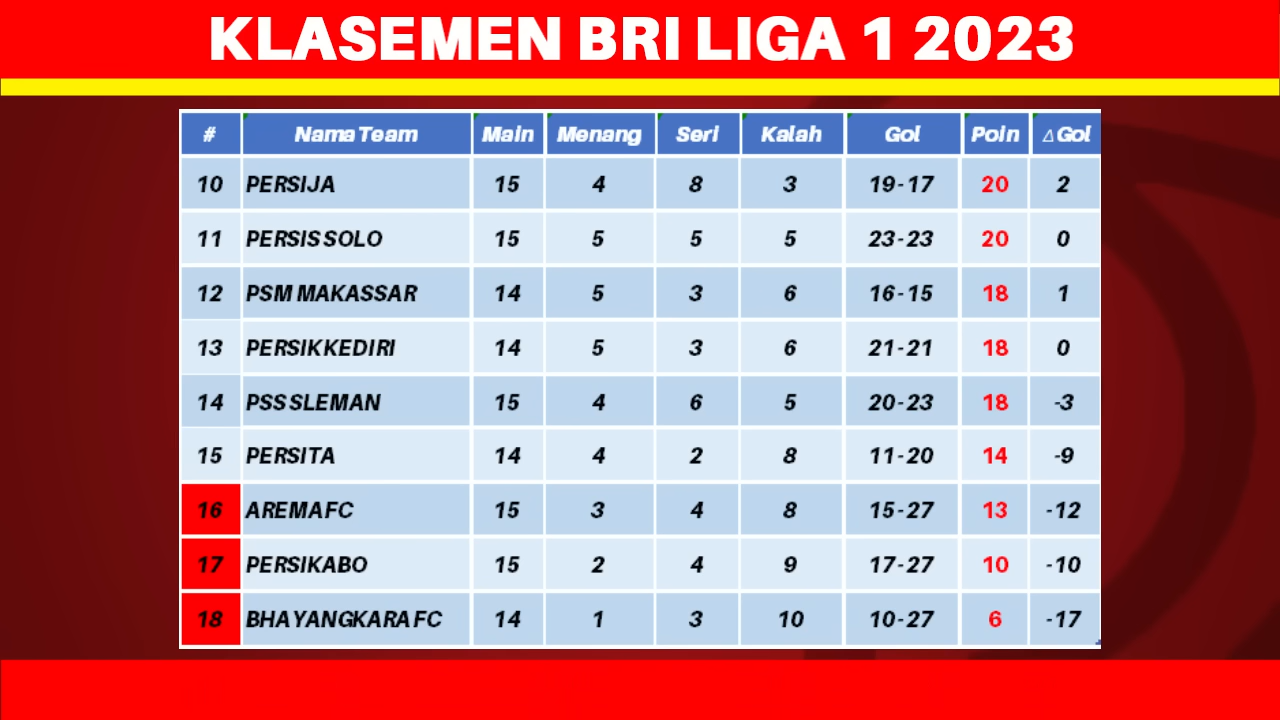 KLASEMEN BRI LIGA 1 2023
# Nama Team Main Menang Seri Kalah Gol Poin △Gol
10 PERSIJA 15 4 8 3 19-17 20 2
11 PERSIS SOLO 15 5 5 5 23-23 20 0
12 PSM MAKASSAR 14 5 3 6 16-15 18 1
13 PERSIK KEDIRI 14 5 3 6 21-21 18 0
14 PSS SLEMAN 15 4 6 5 20-23 18 -3
15 PERSITA 14 4 2 8 11-20 14 -9
16 AREMA FC 15 3 4 8 15-27 13 -12
17 PERSIKABO 15 2 4 9 17-27 10 -10
18 BHAYANGKARA FC 14 1 3 10 10-27 6 -17